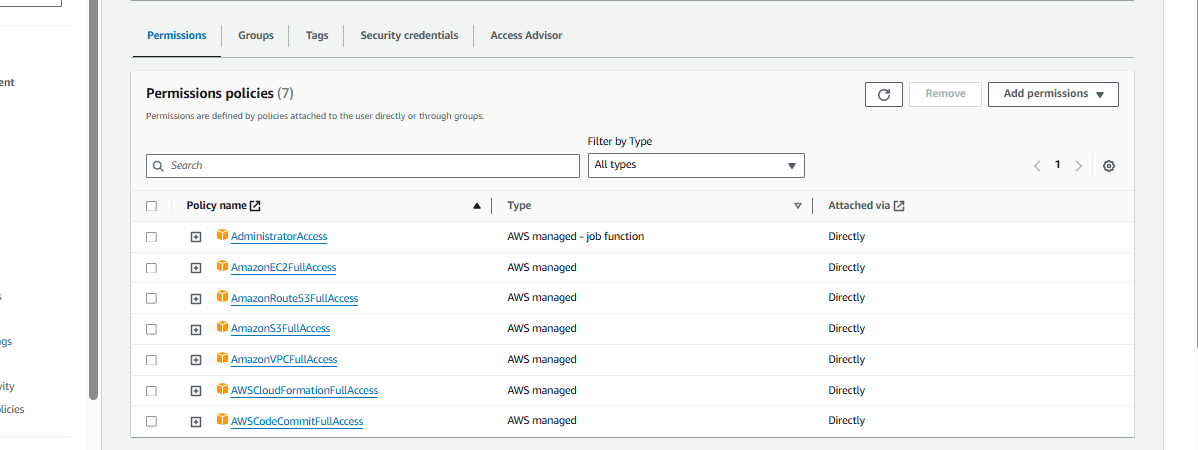 Permissions Groups Tags Security credentials Access Advisor
ent
Permissions policies (7) Remove Add permissions
Permissions are defined by policies attached to the user directly or through groups.
Filter by Type
Search All types 1
Policy name Type Attached via
AdministratorAccess AWS managed - job function Directly
AmazonEC2FullAccess AWS managed Directly
s AmazonRoute53FullAccess AWS managed Directly
AmazonS3FullAccess AWS managed Directly
gs
AmazonVPCFullAccess AWS managed Directly
vity AWSCloudFormationFullAccess AWS managed Directly
licies
AWSCodeCommitFullAccess AWS managed Directly